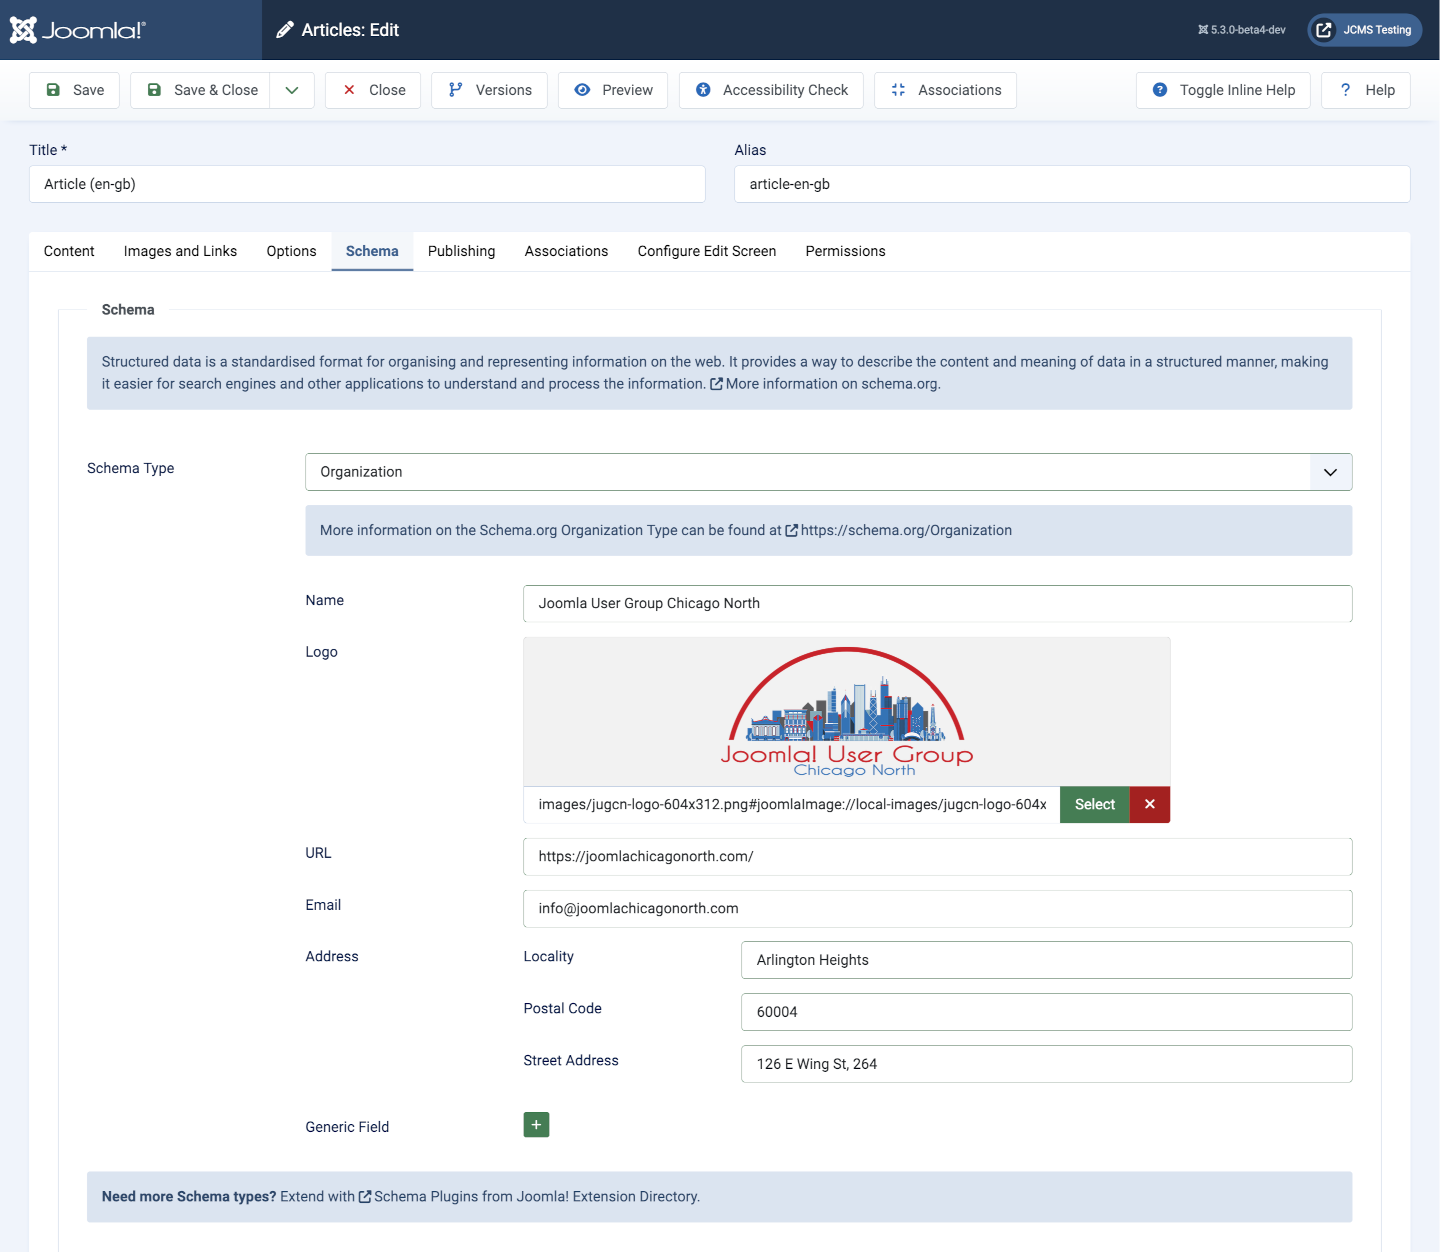 Joomla!®
Articles: Edit
5.3.0-beta4-dev
JCMS Testing
Save
Save & Close
Close
Versions
Preview
Accessibility Check
Associations
Toggle Inline Help
Help
Title *
Alias
Article (en-gb)
article-en-gb
Content
Images and Links
Options
Schema
Publishing
Associations
Configure Edit Screen
Permissions
Schema
Structured data is a standardised format for organising and representing information on the web. It provides a way to describe the content and meaning of data in a structured manner, making
it easier for search engines and other applications to understand and process the information. More information on schema.org.
Schema Type
Organization
More information on the Schema.org Organization Type can be found at https://schema.org/Organization
Name
Joomla User Group Chicago North
Logo
Joomla! User Group
Chicago North
images/jugcn-logo-604x312.png#joomlaImage://local-images/jugcn-logo-604x
Select
URL
https://joomlachicagonorth.com/
Email
info@joomlachicagonorth.com
Address
Locality
Arlington Heights
Postal Code
60004
Street Address
126 E Wing St, 264
Generic Field
Need more Schema types? Extend with Schema Plugins from Joomla! Extension Directory.